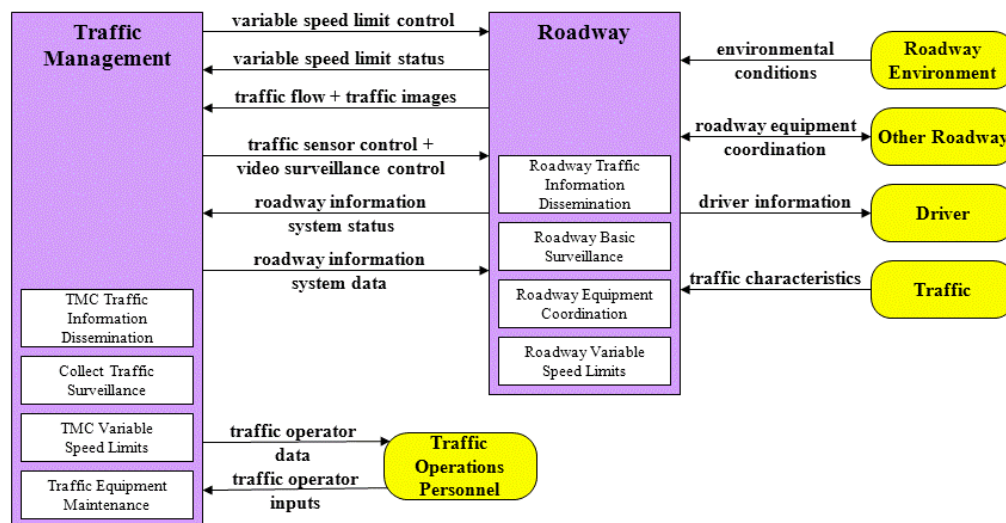 Traffic
Management
TMC Traffic
Information
Dissemination
Collect Traffic
Surveillance
TMC Variable
Speed Limits
Traffic Equipment
Maintenance
variable speed limit control
variable speed limit status
traffic flow + traffic images
traffic sensor control +
video surveillance control
roadway information
system status
roadway information
system data
traffic operator
data
traffic operator
inputs
Traffic
Operations
Personnel
Roadway
Roadway Traffic
Information
Dissemination
Roadway Basic
Surveillance
Roadway Equipment
Coordination
Roadway Variable
Speed Limits
environmental
conditions
roadway equipment
coordination
driver information
traffic characteristics
Roadway
Environment
Other Roadway
Driver
Traffic